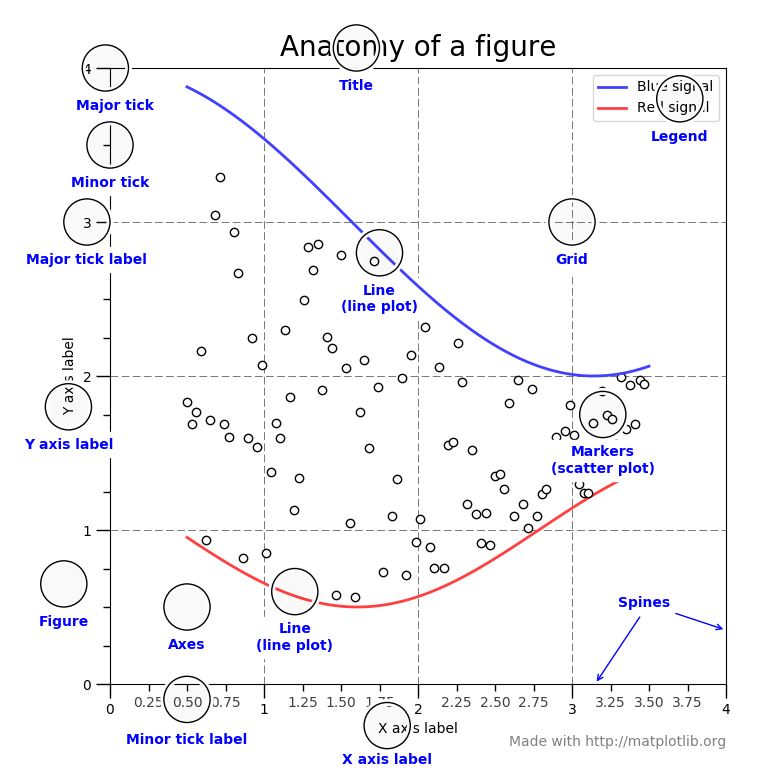 Anatomy of a figure
Title
4
Major tick
Blue signal
Red signal
Legend
Minor tick
3
Major tick label
Grid
Line
(line plot)
2
Y axis label
Y axis label
Markers
(scatter plot)
1
Figure
Axes
Line
(line plot)
Spines
0
0 0.25 0.50 0.75 1 1.25 1.50 1.75 2 2.25 2.50 2.75 3 3.25 3.50 3.75 4
Minor tick label
X axis label
X axis label
Made with http://matplotlib.org